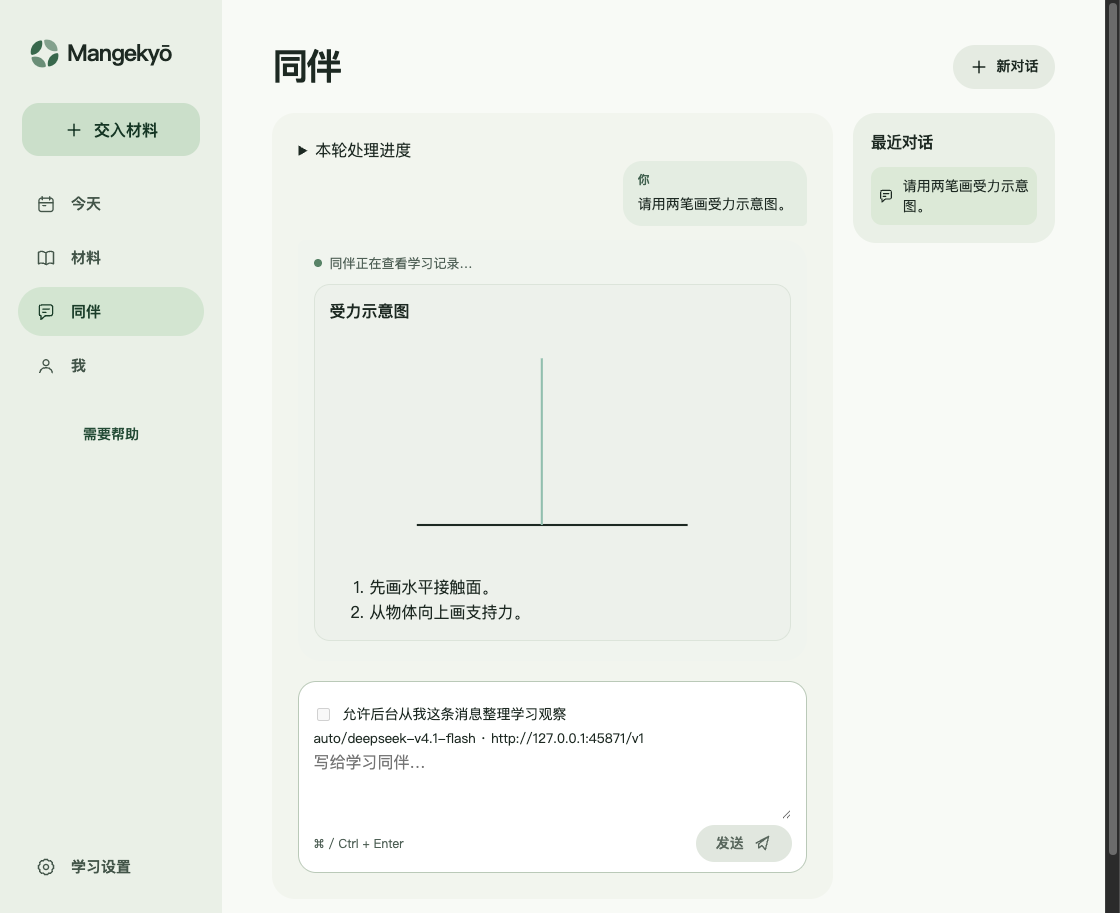 Mangekyō
交入材料
今天
材料
同伴
我
需要帮助
学习设置
同伴
新对话
本轮处理进度
你
请用两笔画受力示意图。
同伴正在查看学习记录…
受力示意图
1. 先画水平接触面。
2. 从物体向上画支持力。
允许后台从我这条消息整理学习观察
auto/deepseek-v4.1-flash · http://127.0.0.1:45871/v1
写给学习同伴…
⌘ / Ctrl + Enter
发送
最近对话
请用两笔画受力示意
图。